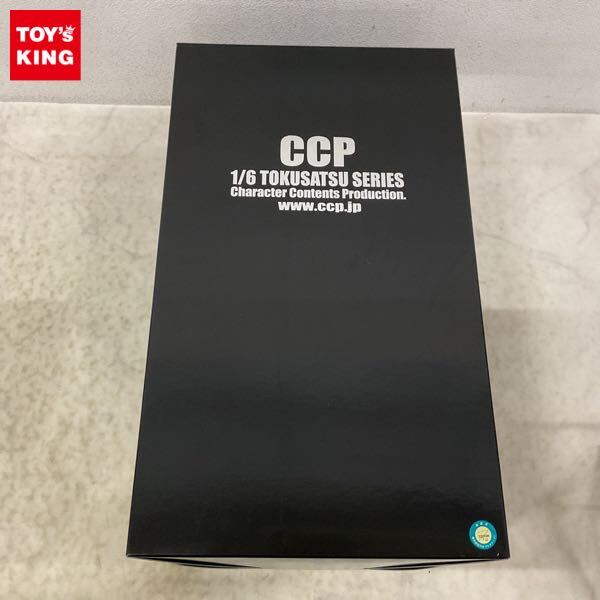 TOY's
KING
CCP
1/6 TOKUSATSU SERIES
Character Contents Production.
www.ccp.jp